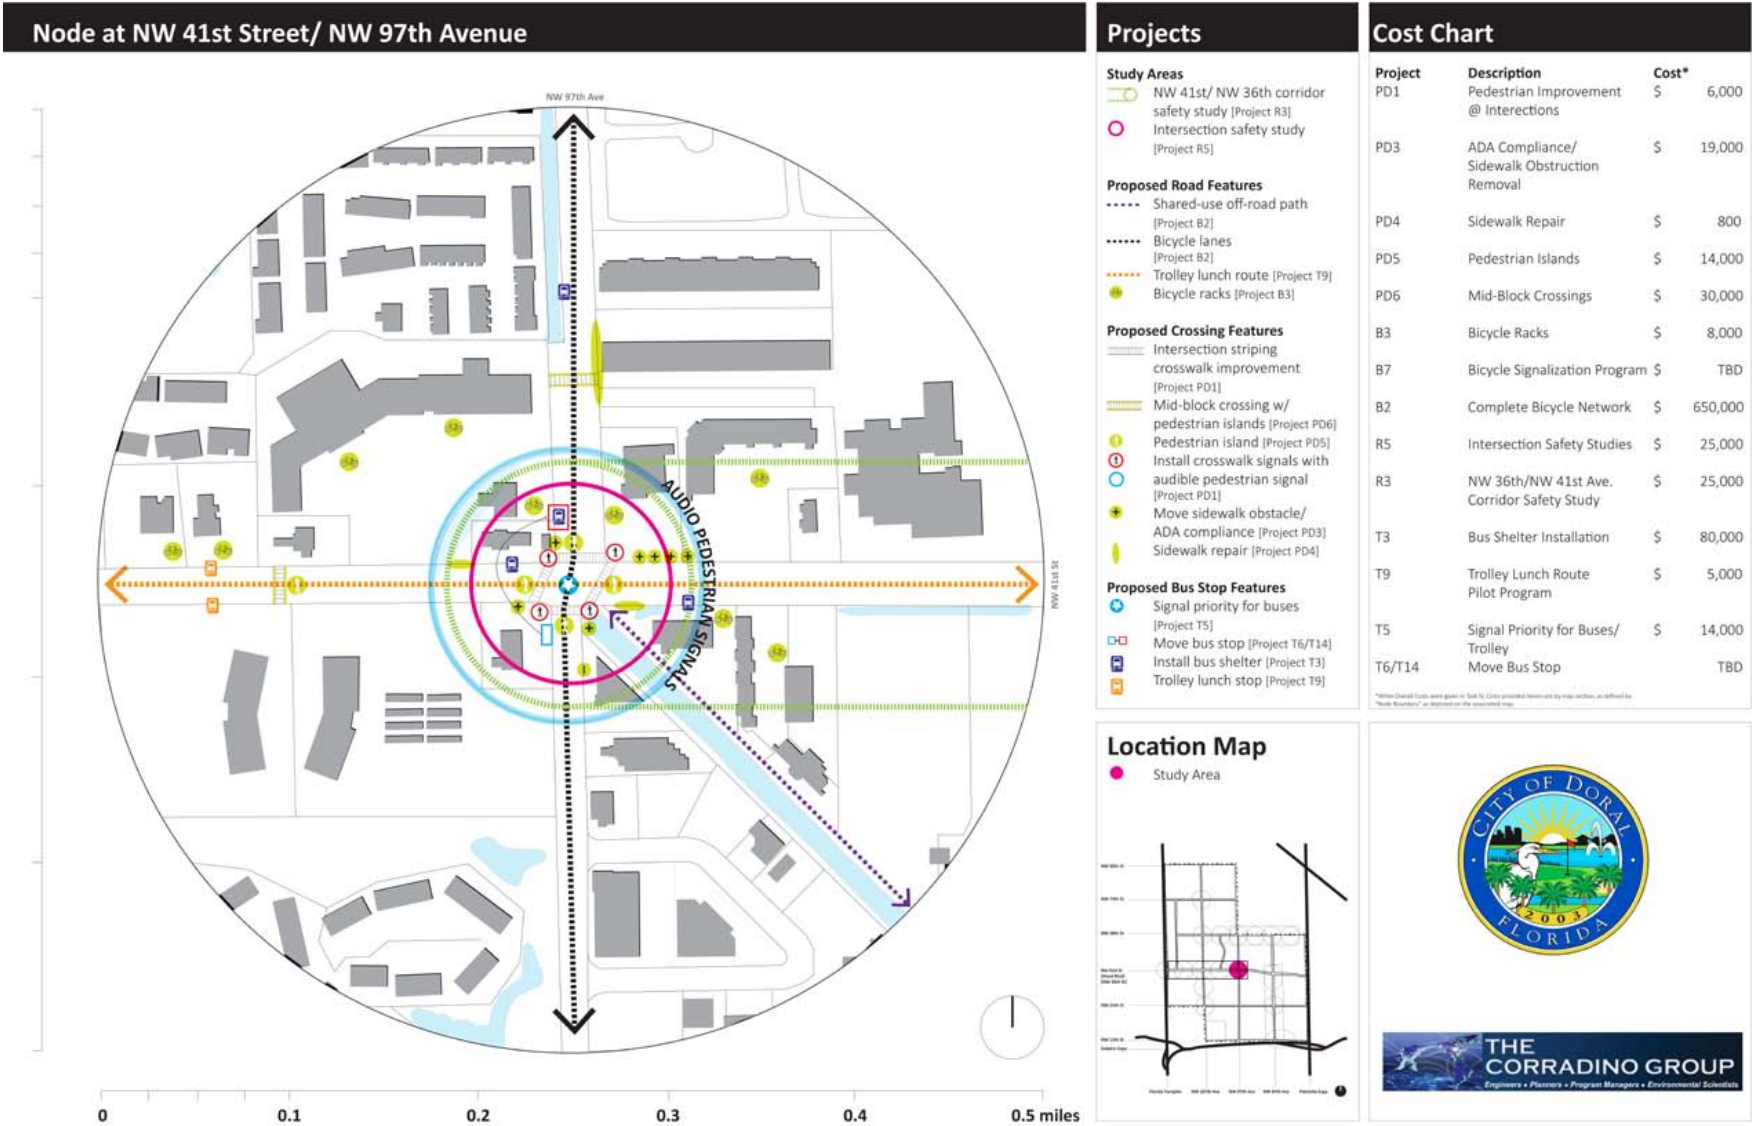 Node at NW 41st Street/ NW 97th Avenue
NW 97th Ave
AUDIO PEDESTRIAN SIGNALS
NW 41st St
0 0.1 0.2 0.3 0.4 0.5 miles
Projects
Study Areas
NW 41st/ NW 36th corridor
safety study [Project R3]
Intersection safety study
[Project R5]
Proposed Road Features
Shared-use off-road path
[Project B2]
Bicycle lanes
[Project B2]
Trolley lunch route [Project T9]
Bicycle racks [Project B3]
Proposed Crossing Features
Intersection striping
crosswalk improvement
[Project PD1]
Mid-block crossing w/
pedestrian islands [Project PD6]
Pedestrian island [Project PD5]
Install crosswalk signals with
audible pedestrian signal
[Project PD1]
Move sidewalk obstacle/
ADA compliance [Project PD3]
Sidewalk repair [Project PD4]
Proposed Bus Stop Features
Signal priority for buses
[Project T5]
Move bus stop [Project T6/T14]
Install bus shelter [Project T3]
Trolley lunch stop [Project T9]
Location Map
Study Area
Cost Chart
Project Description Cost*
PD1 Pedestrian Improvement $ 6,000
@ Interections
PD3 ADA Compliance/ $ 19,000
Sidewalk Obstruction
Removal
PD4 Sidewalk Repair $ 800
PD5 Pedestrian Islands $ 14,000
PD6 Mid-Block Crossings $ 30,000
B3 Bicycle Racks $ 8,000
B7 Bicycle Signalization Program $ TBD
B2 Complete Bicycle Network $ 650,000
R5 Intersection Safety Studies $ 25,000
R3 NW 36th/NW 41st Ave. $ 25,000
Corridor Safety Study
T3 Bus Shelter Installation $ 80,000
T9 Trolley Lunch Route $ 5,000
Pilot Program
T5 Signal Priority for Buses/ $ 14,000
Trolley
T6/T14 Move Bus Stop TBD
CITY OF DORAL
2003
FLORIDA
THE
CORRADINO GROUP
Engineers • Planners • Program Managers • Environmental Scientists